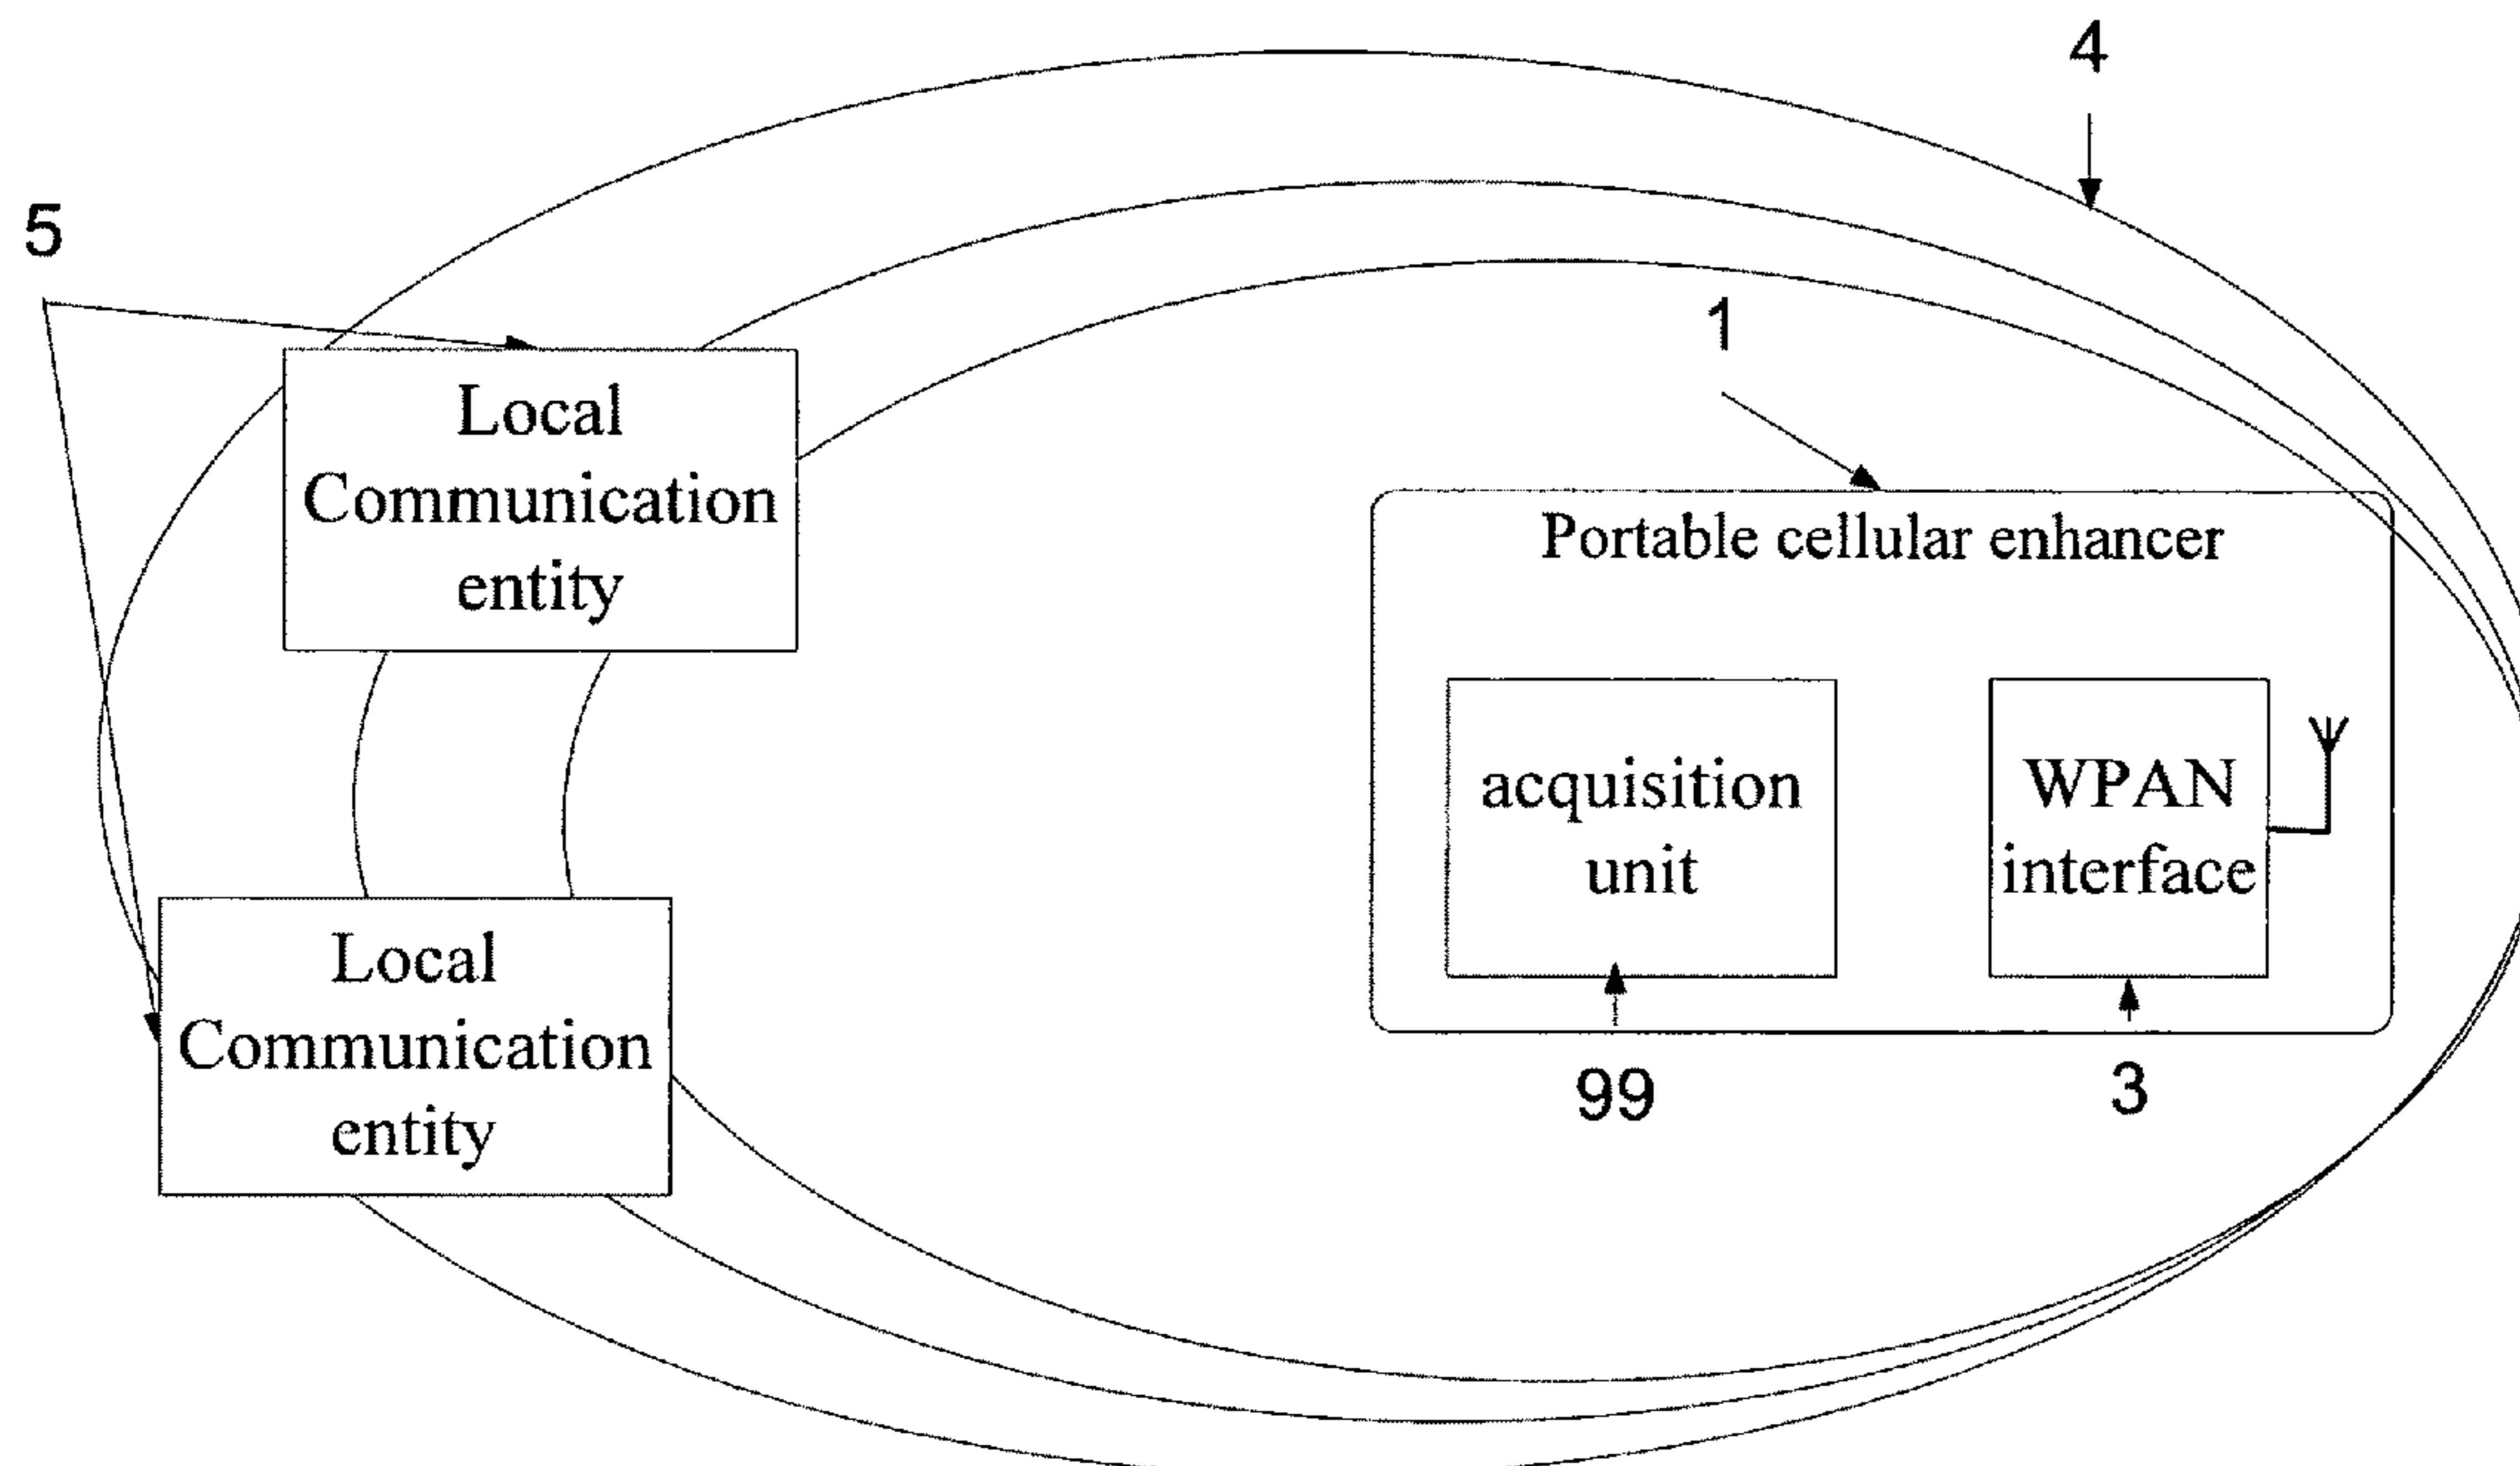 4
5
1
Local
Communication
entity
Portable cellular enhancer
acquisition
unit
WPAN
interface
Local
Communication
entity
99
3